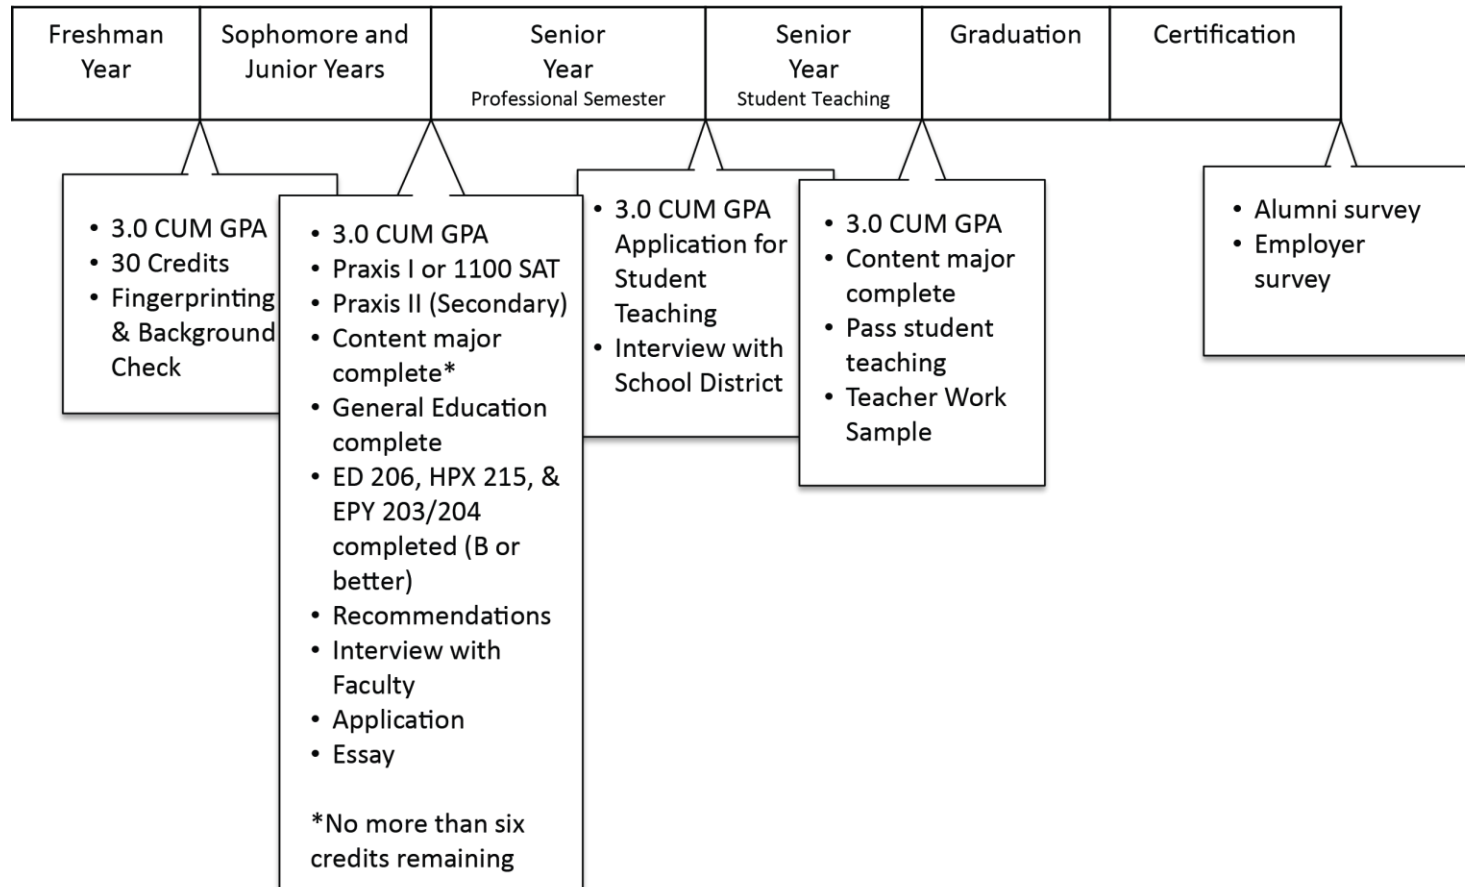 Freshman
Year
Sophomore and
Junior Years
Senior
Year
Professional Semester
Senior
Year
Student Teaching
Graduation
Certification
• 3.0 CUM GPA
• 30 Credits
• Fingerprinting
& Background
Check
• 3.0 CUM GPA
• Praxis I or 1100 SAT
• Praxis II (Secondary)
• Content major
complete*
• General Education
complete
• ED 206, HPX 215, &
EPY 203/204
completed (B or
better)
• Recommendations
• Interview with
Faculty
• Application
• Essay
*No more than six
credits remaining
• 3.0 CUM GPA
Application for
Student
Teaching
• Interview with
School District
• 3.0 CUM GPA
• Content major
complete
• Pass student
teaching
• Teacher Work
Sample
• Alumni survey
• Employer
survey